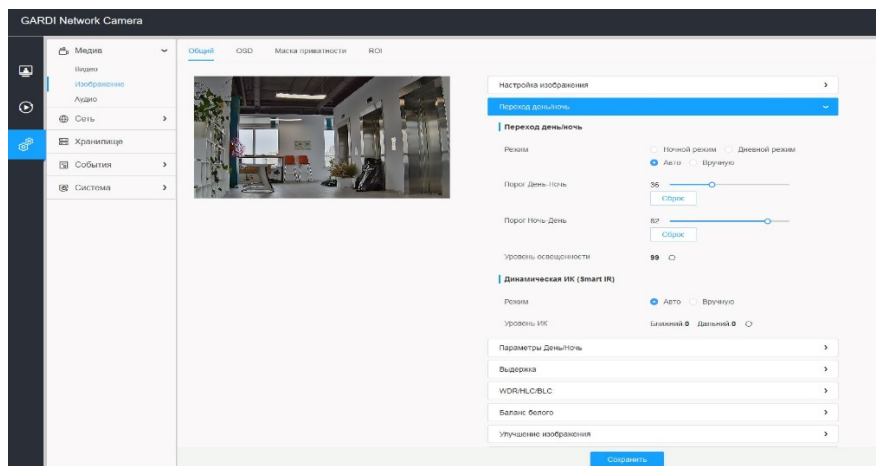 GARDI Network Camera
Медиа
Видео
Изображение
Аудио
Сеть
Хранилище
События
Система
Общий OSD Маска приватности ROI
Настройка изображения
Переход день/ночь
Переход день/ночь
Режим Ночной режим Дневной режим
Авто Вручную
Порог День-Ночь 36
Сброс
Порог Ночь-День 82
Сброс
Уровень освещенности 99
Динамическая ИК (Smart IR)
Режим Авто Вручную
Уровень ИК Ближний:0 Дальний:0
Параметры День/Ночь
Выдержка
WDR/HLC/BLC
Баланс белого
Улучшение изображения
Сохранить